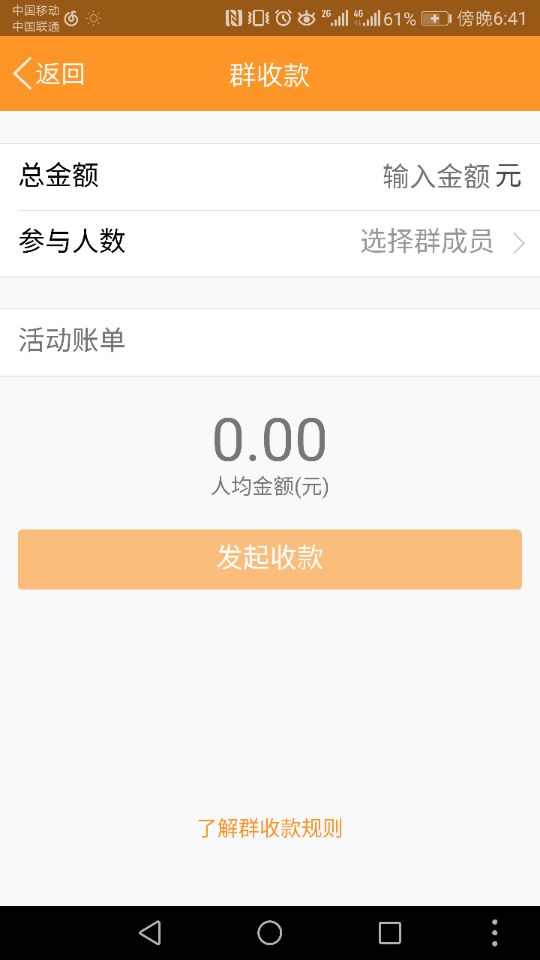 中国移动
中国联通
2G 4G 61% 傍晚6:41
返回 群收款
总金额 输入金额 元
参与人数 选择群成员
活动账单
0.00
人均金额(元)
发起收款
了解群收款规则